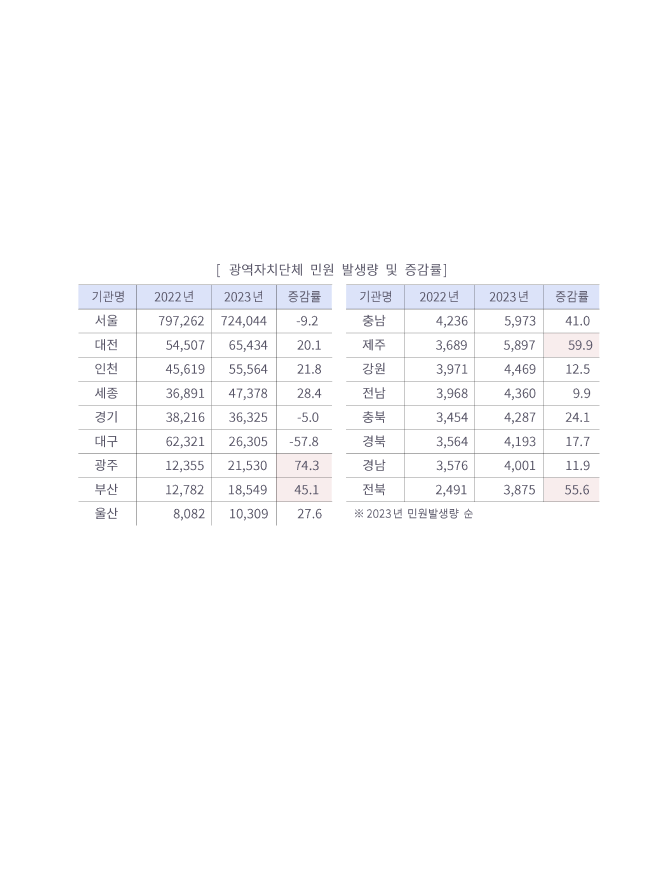 [ 광역자치단체 민원 발생량 및 증감률]
기관명 2022년 2023년 증감률
서울 797,262 724,044 -9.2
대전 54,507 65,434 20.1
인천 45,619 55,564 21.8
세종 36,891 47,378 28.4
경기 38,216 36,325 -5.0
대구 62,321 26,305 -57.8
광주 12,355 21,530 74.3
부산 12,782 18,549 45.1
울산 8,082 10,309 27.6
기관명 2022년 2023년 증감률
충남 4,236 5,973 41.0
제주 3,689 5,897 59.9
강원 3,971 4,469 12.5
전남 3,968 4,360 9.9
충북 3,454 4,287 24.1
경북 3,564 4,193 17.7
경남 3,576 4,001 11.9
전북 2,491 3,875 55.6
※ 2023년 민원발생량 순